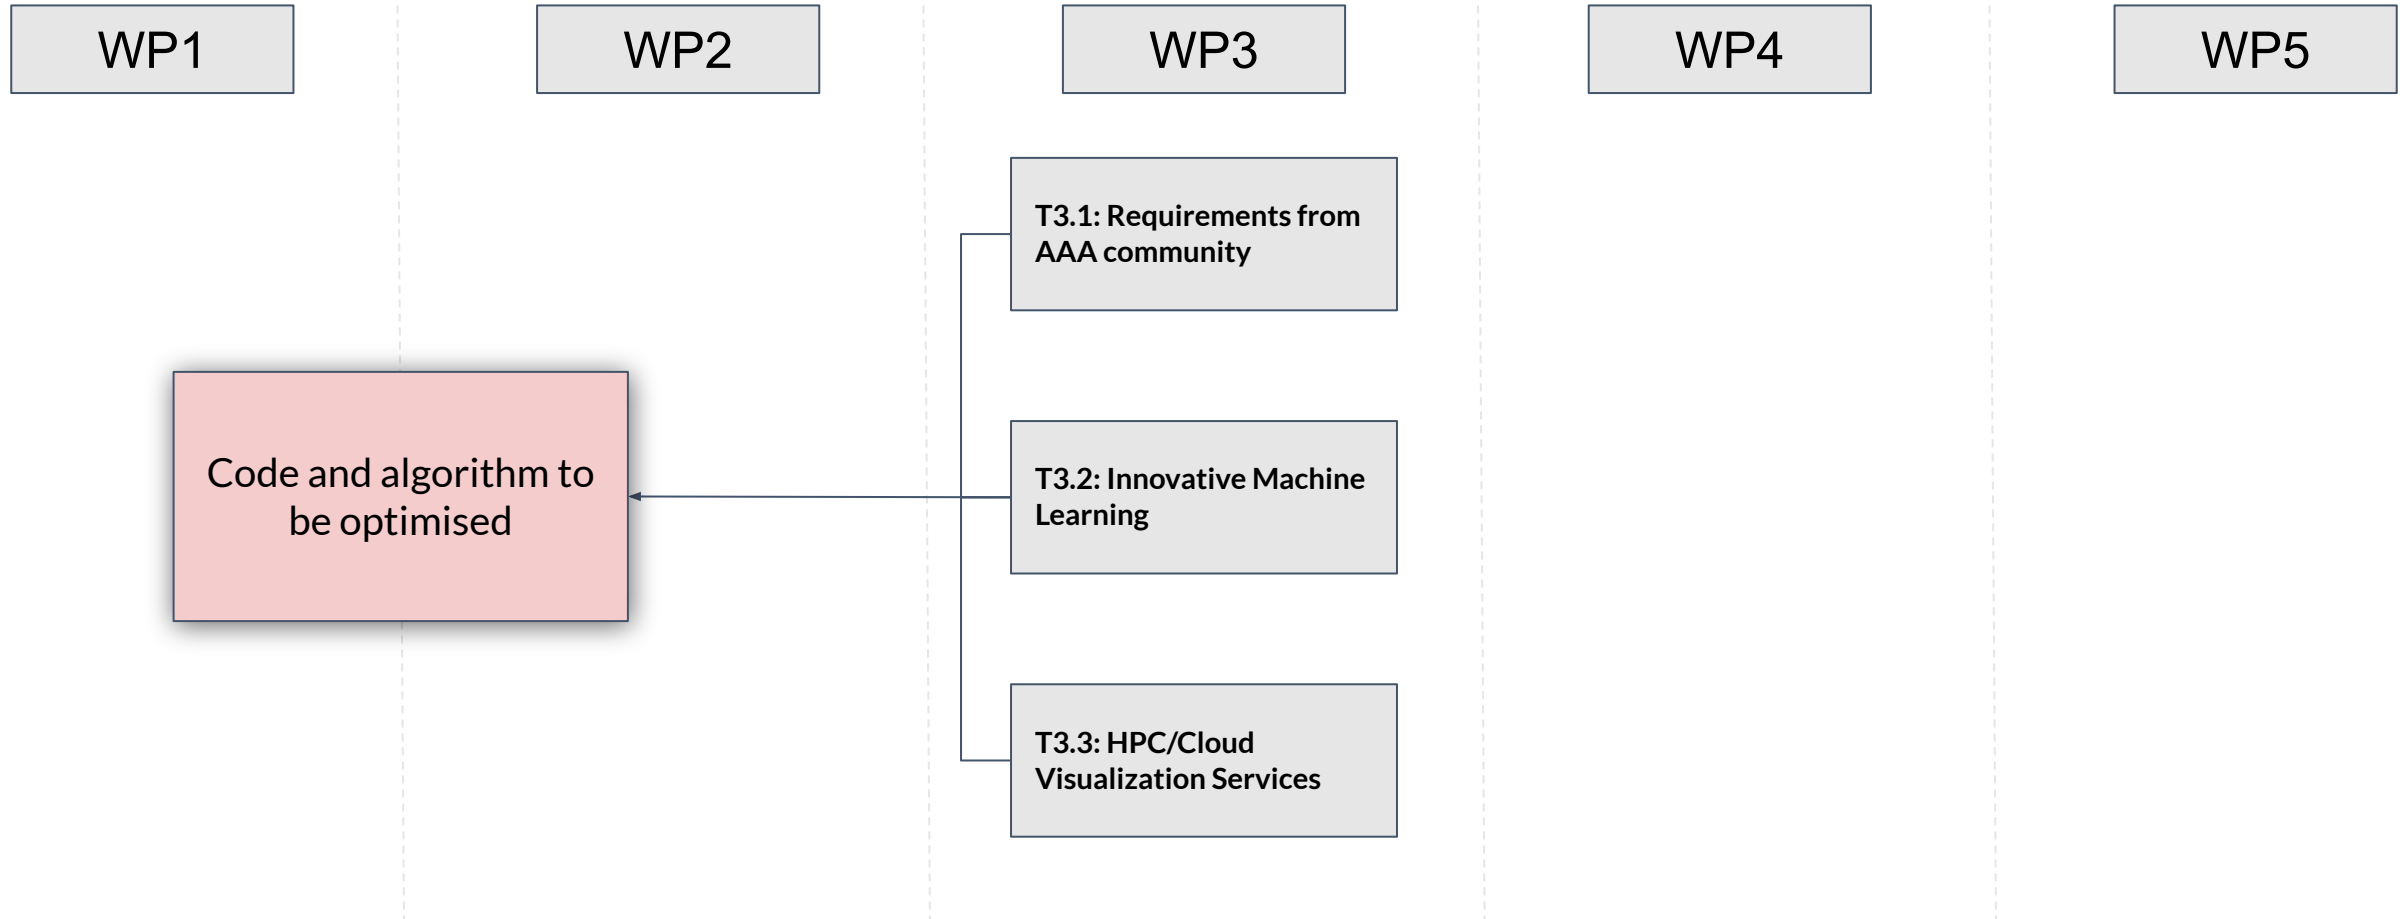 WP1
WP2
WP3
WP4
WP5
T3.1: Requirements from
AAA community
Code and algorithm to
be optimised
T3.2: Innovative Machine
Learning
T3.3: HPC/Cloud
Visualization Services